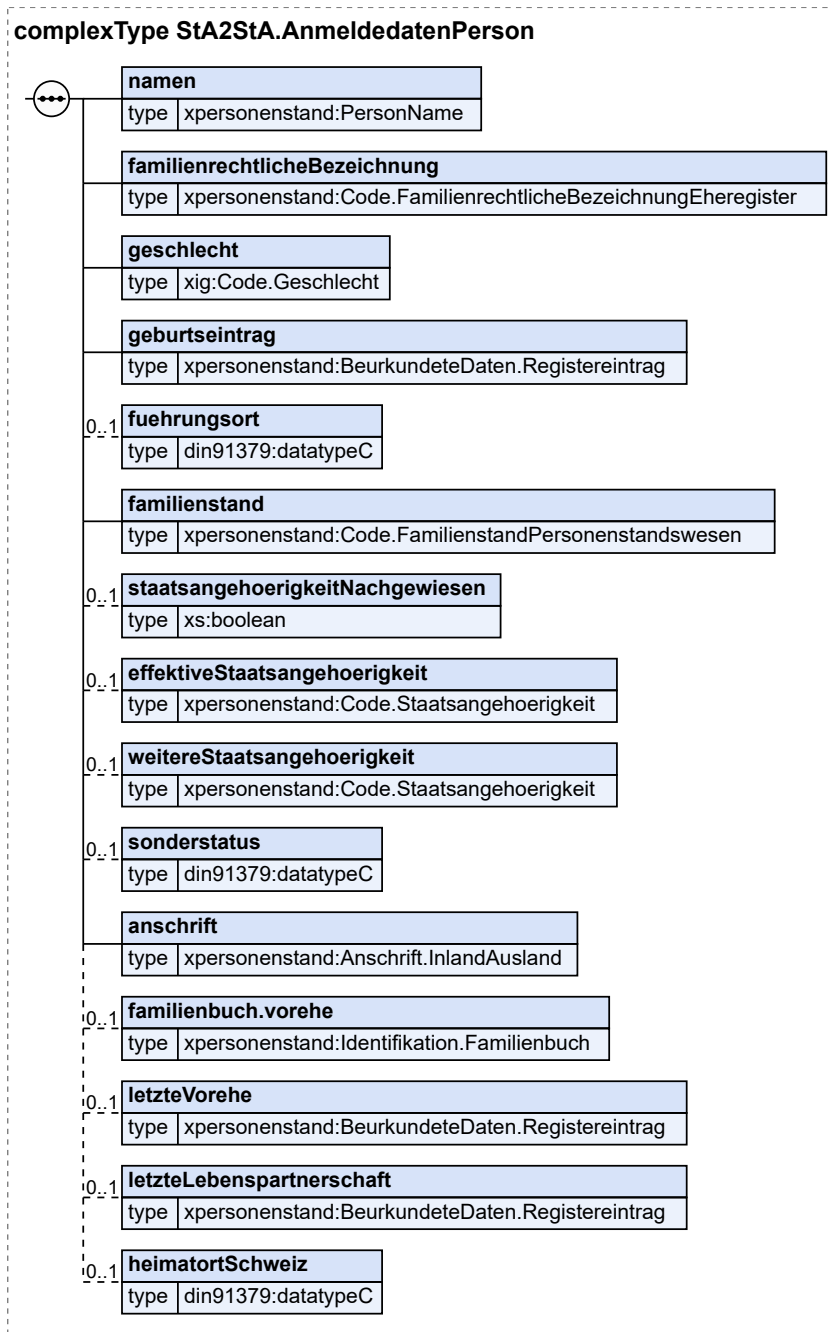 complexType StA2StA.AnmeldedatenPerson
namen
type xpersonenstand:PersonName
familienrechtlicheBezeichnung
type xpersonenstand:Code.FamilienrechtlicheBezeichnungEheregister
geschlecht
type xig:Code.Geschlecht
geburtseintrag
type xpersonenstand:BeurkundeteDaten.Registereintrag
0..1 fuehrungsort
type din91379:datatypeC
familienstand
type xpersonenstand:Code.FamilienstandPersonenstandswesen
0..1 staatsangehoerigkeitNachgewiesen
type xs:boolean
0..1 effektiveStaatsangehoerigkeit
type xpersonenstand:Code.Staatsangehoerigkeit
0..1 weitereStaatsangehoerigkeit
type xpersonenstand:Code.Staatsangehoerigkeit
0..1 sonderstatus
type din91379:datatypeC
anschrift
type xpersonenstand:Anschrift.InlandAusland
0..1 familienbuch.vorehe
type xpersonenstand:Identifikation.Familienbuch
0..1 letzteVorehe
type xpersonenstand:BeurkundeteDaten.Registereintrag
0..1 letzteLebenspartnerschaft
type xpersonenstand:BeurkundeteDaten.Registereintrag
0..1 heimatortSchweiz
type din91379:datatypeC